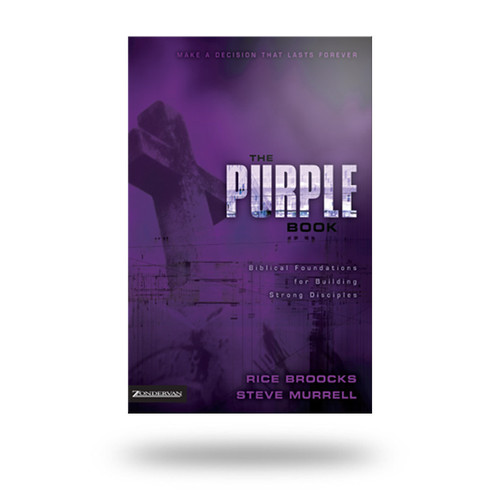 MAKE A DECISION THAT LASTS FOREVER
THE
PURPLE
BOOK
Biblical Foundations
for Building
Strong Disciples
RICE BROOCKS
STEVE MURRELL
ZONDERVAN